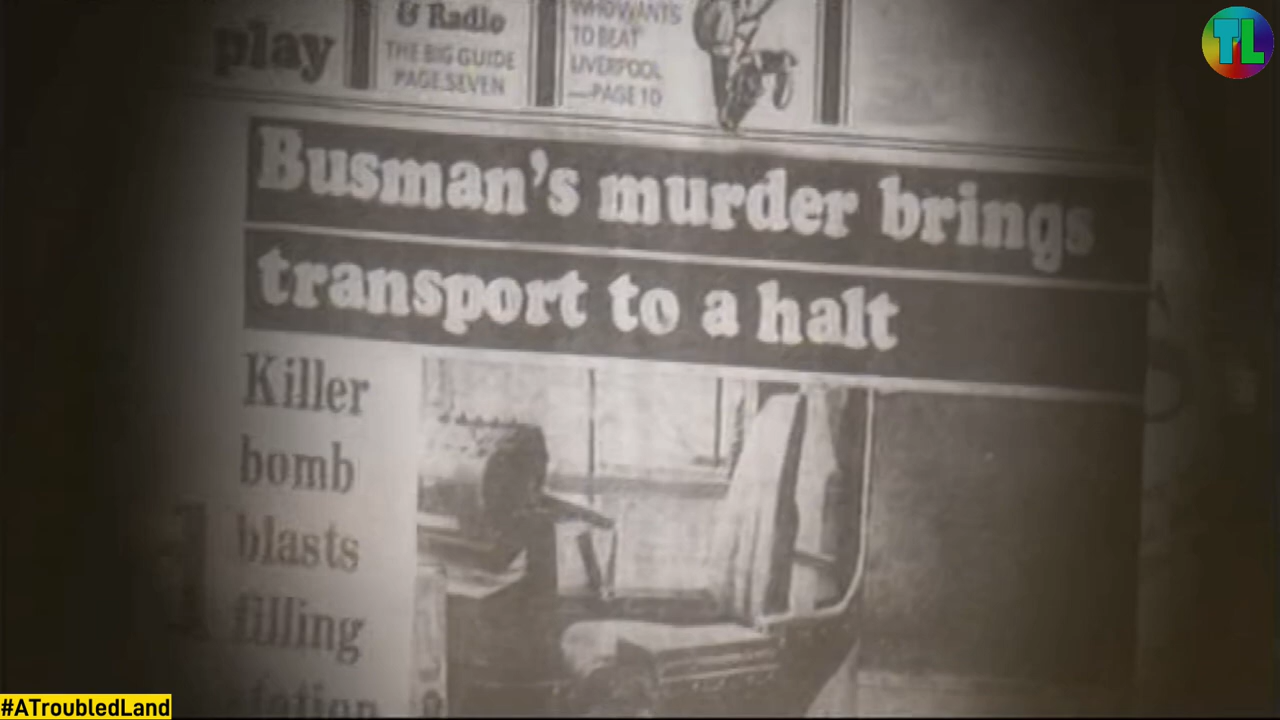 TL
play
& Radio
THE BIG GUIDE
PAGE SEVEN
WHO WANTS
TO BEAT
LIVERPOOL
—PAGE 10
Busman's murder brings
transport to a halt
Killer
bomb
blasts
filling
#ATroubledLand